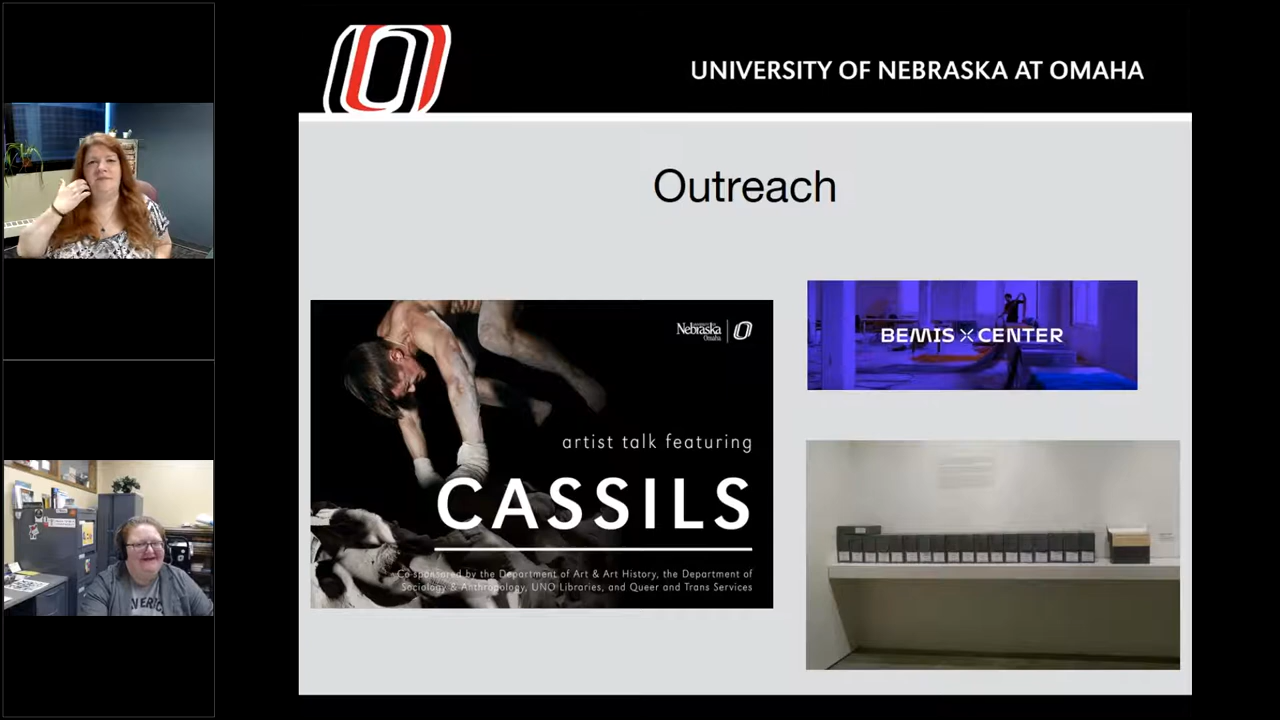 UNIVERSITY OF NEBRASKA AT OMAHA
Outreach
Nebraska
Omaha
artist talk featuring
CASSILS
Co-sponsored by the Department of Art & Art History, the Department of
Sociology & Anthropology, UNO Libraries, and Queer and Trans Services
BEMIS CENTER